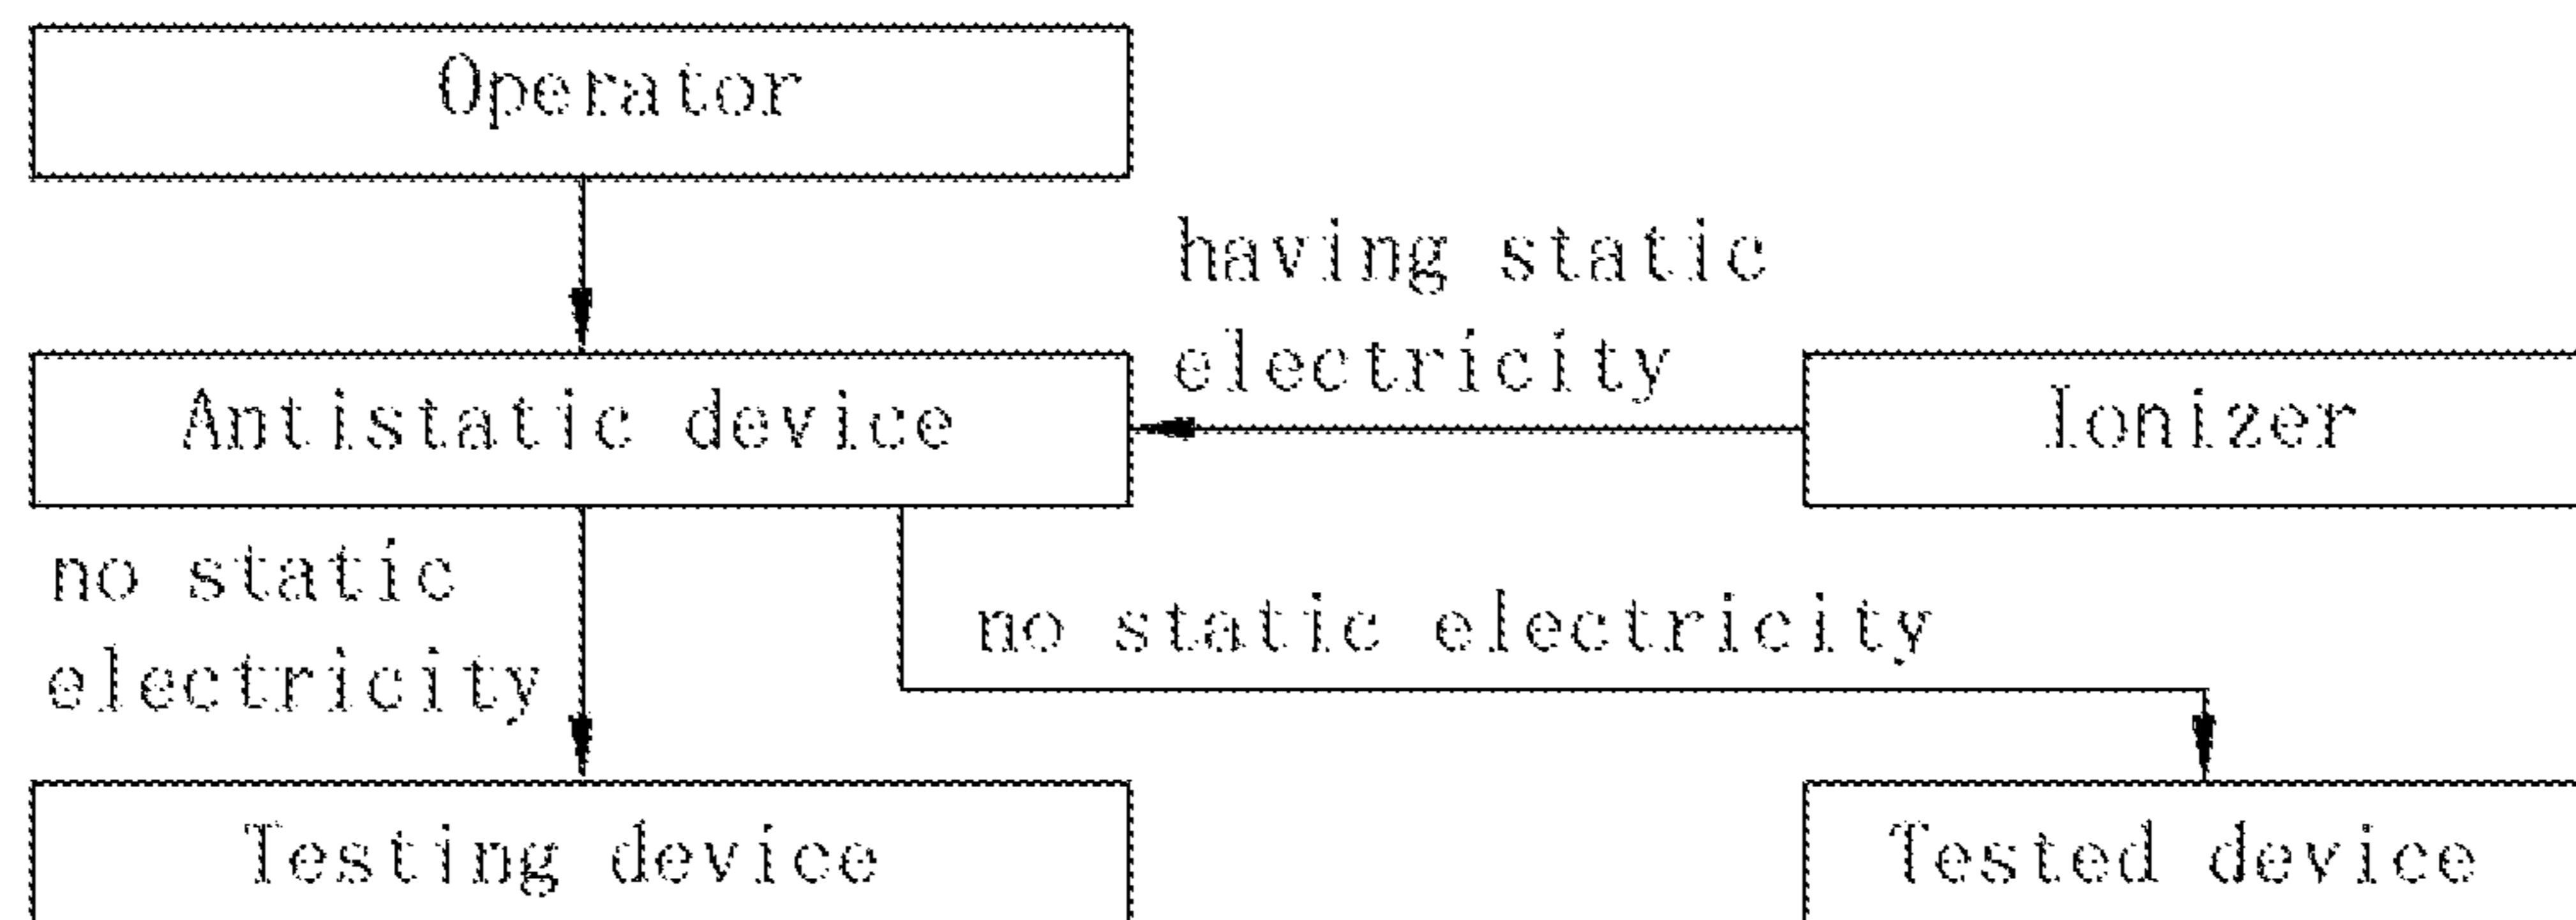 Operator
having static
electricity
Antistatic device
Ionizer
no static
electricity
no static electricity
Testing device
Tested device